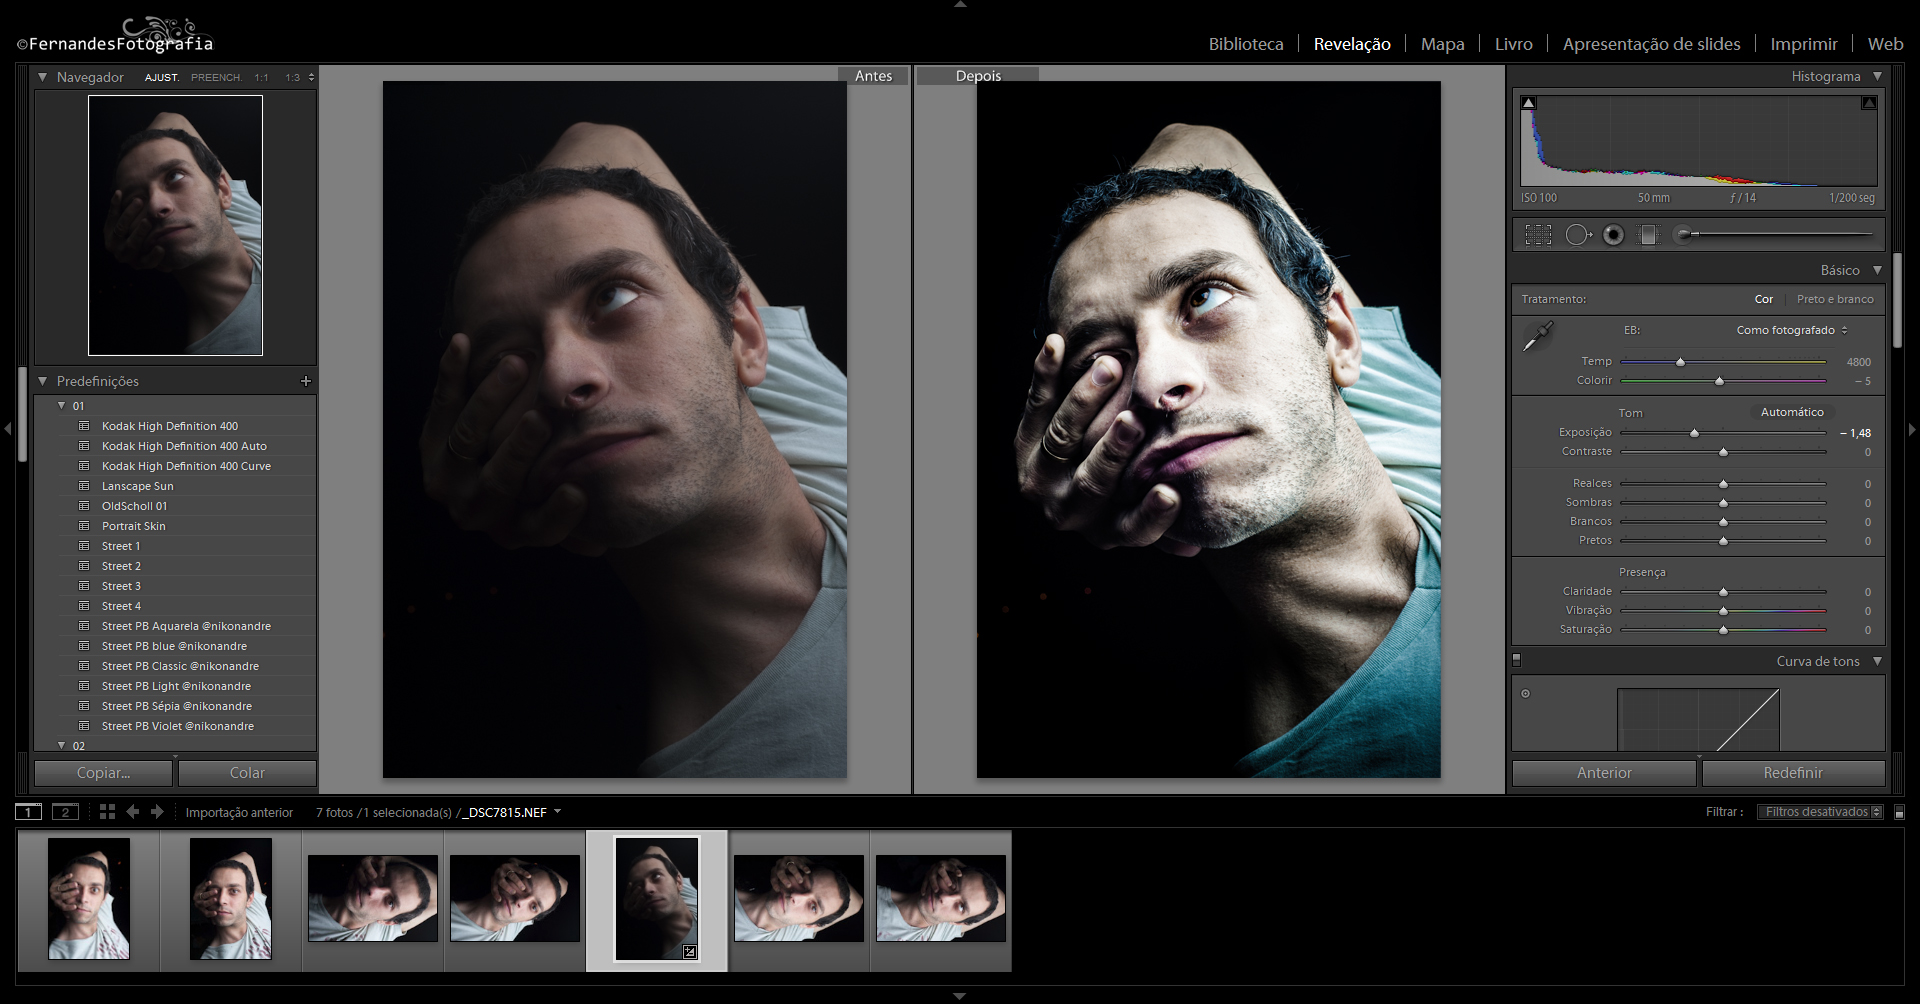 ©FernandesFotografia
Biblioteca | Revelação | Mapa | Livro | Apresentação de slides | Imprimir | Web
Navegador AJUST. PREENCH. 1:1 1:3
Antes
Depois
Histograma
ISO 100 50 mm ƒ / 14 1/200 seg
Básico
Tratamento: Cor Preto e branco
EB: Como fotografado
Temp 4800
Colorir – 5
Tom Automático
Exposição – 1,48
Contraste 0
Realces 0
Sombras 0
Brancos 0
Pretos 0
Presença
Claridade 0
Vibração 0
Saturação 0
Curva de tons
Anterior Redefinir
Predefinições +
01
Kodak High Definition 400
Kodak High Definition 400 Auto
Kodak High Definition 400 Curve
Lanscape Sun
OldScholl 01
Portrait Skin
Street 1
Street 2
Street 3
Street 4
Street PB Aquarela @nikonandre
Street PB blue @nikonandre
Street PB Classic @nikonandre
Street PB Light @nikonandre
Street PB Sépia @nikonandre
Street PB Violet @nikonandre
02
Copiar... Colar
1 2 Importação anterior 7 fotos /1 selecionada(s) /_DSC7815.NEF
Filtrar : Filtros desativados